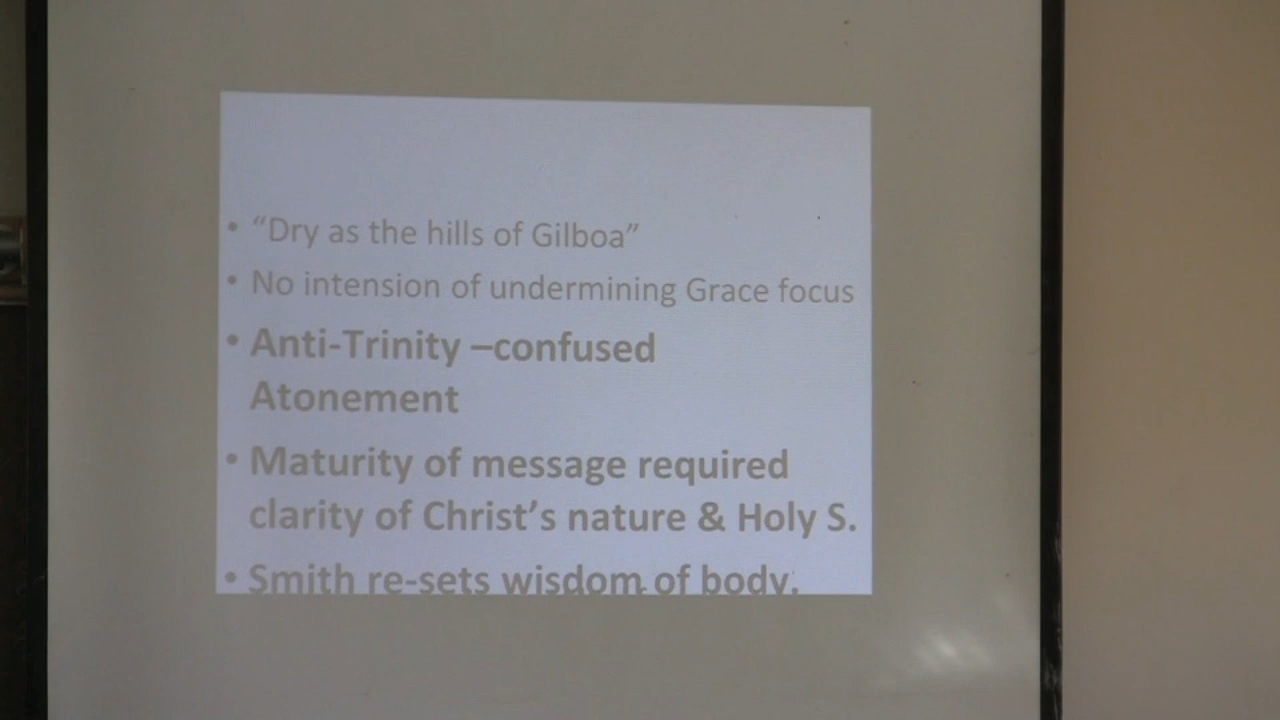 • “Dry as the hills of Gilboa”
• No intension of undermining Grace focus
• Anti-Trinity –confused
Atonement
• Maturity of message required
clarity of Christ’s nature & Holy S.
• Smith re-sets wisdom of body.